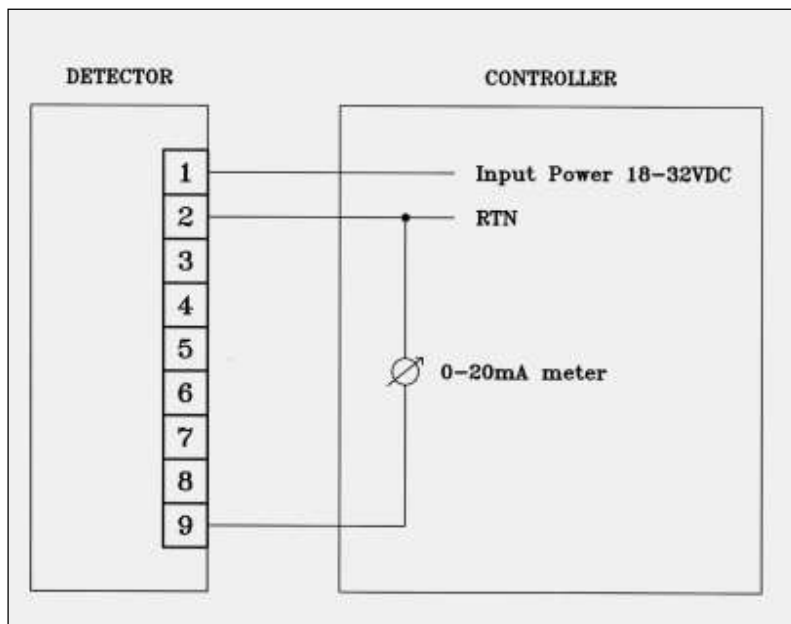 DETECTOR
CONTROLLER
1
Input Power 18-32VDC
2
RTN
3
4
5
0-20mA meter
6
7
8
9